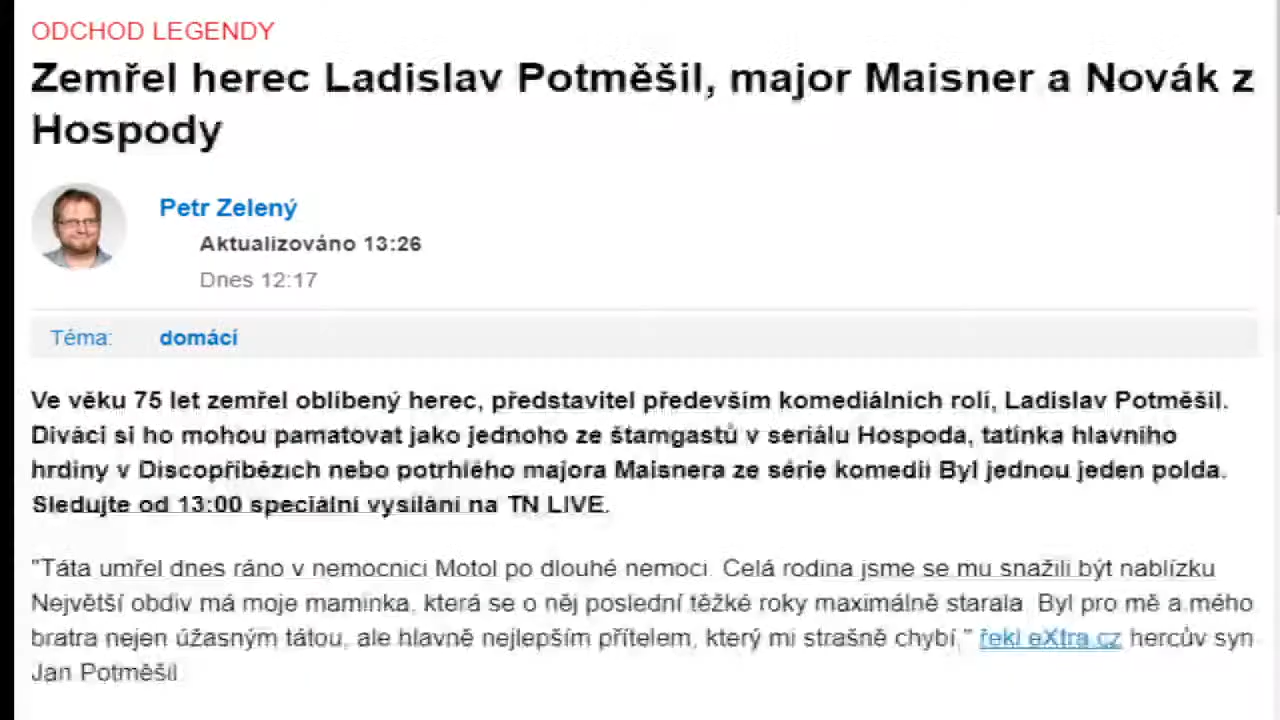 ODCHOD LEGENDY
Zemřel herec Ladislav Potměšil, major Maisner a Novák z
Hospody
Petr Zelený
Aktualizováno 13:26
Dnes 12:17
Téma: domácí
Ve věku 75 let zemřel oblíbený herec, představitel především komediálních rolí, Ladislav Potměšil.
Diváci si ho mohou pamatovat jako jednoho ze štamgastů v seriálu Hospoda, tatínka hlavního
hrdiny v Discopříbězích nebo potrhlého majora Maisnera ze série komedií Byl jednou jeden polda.
Sledujte od 13:00 speciální vysílání na TN LIVE.
"Táta umřel dnes ráno v nemocnici Motol po dlouhé nemoci. Celá rodina jsme se mu snažili být nablízku
Největší obdiv má moje maminka, která se o něj poslední těžké roky maximálně starala. Byl pro mě a mého
bratra nejen úžasným tátou, ale hlavně nejlepším přítelem, který mi strašně chybí," řekl eXtra.cz hercův syn
Jan Potměšil